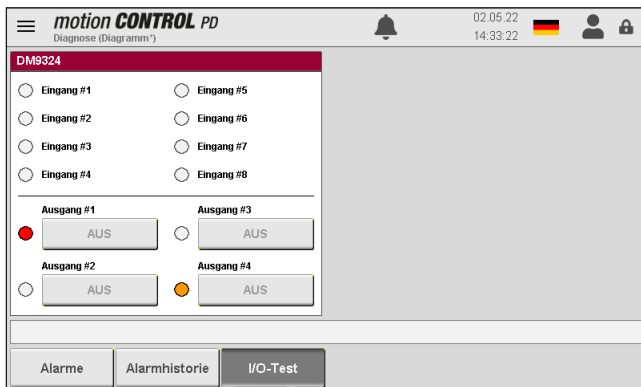 motion CONTROL PD
Diagnose (Diagramm*)
02.05.22
14:33:22
DM9324
Eingang #1
Eingang #5
Eingang #2
Eingang #6
Eingang #3
Eingang #7
Eingang #4
Eingang #8
Ausgang #1
Ausgang #3
AUS
AUS
Ausgang #2
Ausgang #4
AUS
AUS
Alarme
Alarmhistorie
I/O-Test